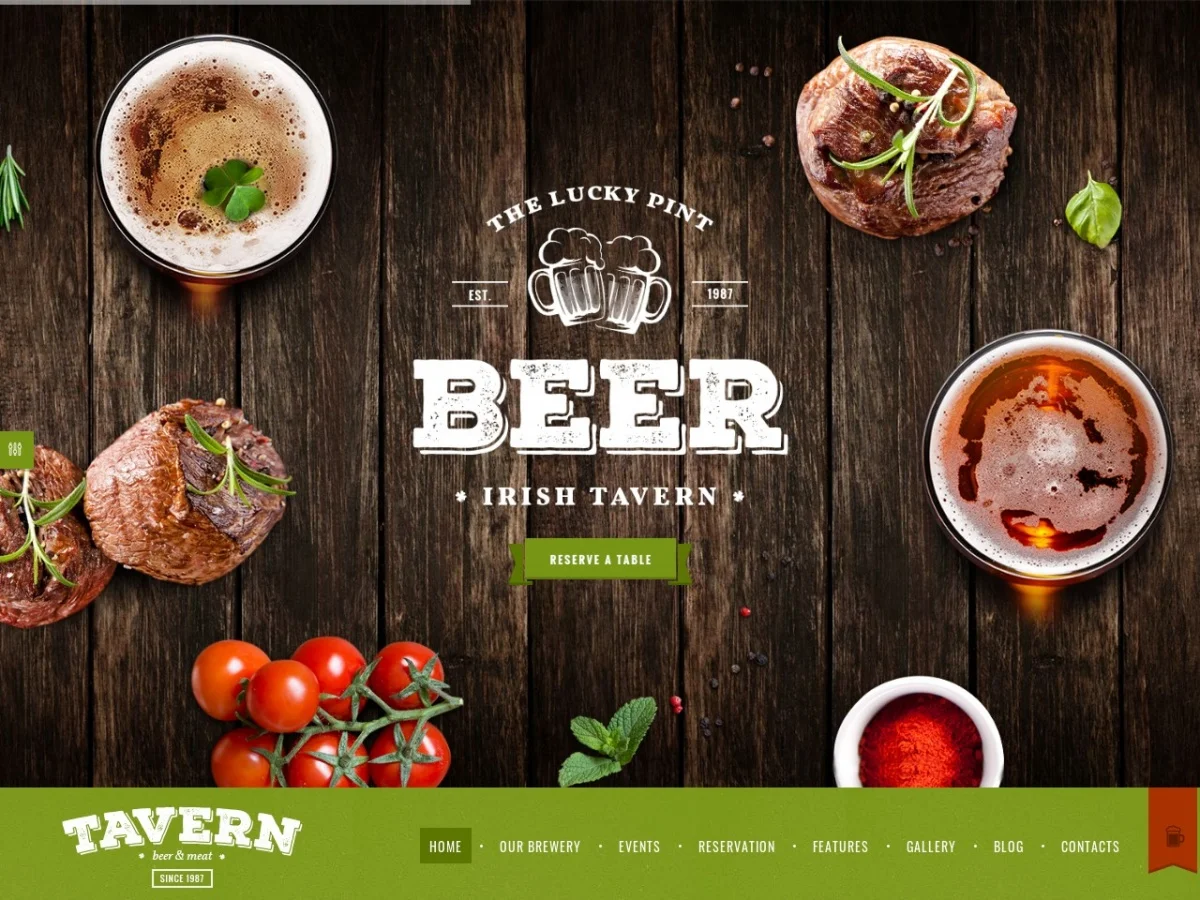 THE LUCKY PINT
EST.
1987
BEER
IRISH TAVERN
RESERVE A TABLE
TAVERN
beer & meat
SINCE 1987
HOME • OUR BREWERY • EVENTS • RESERVATION • FEATURES • GALLERY • BLOG • CONTACTS